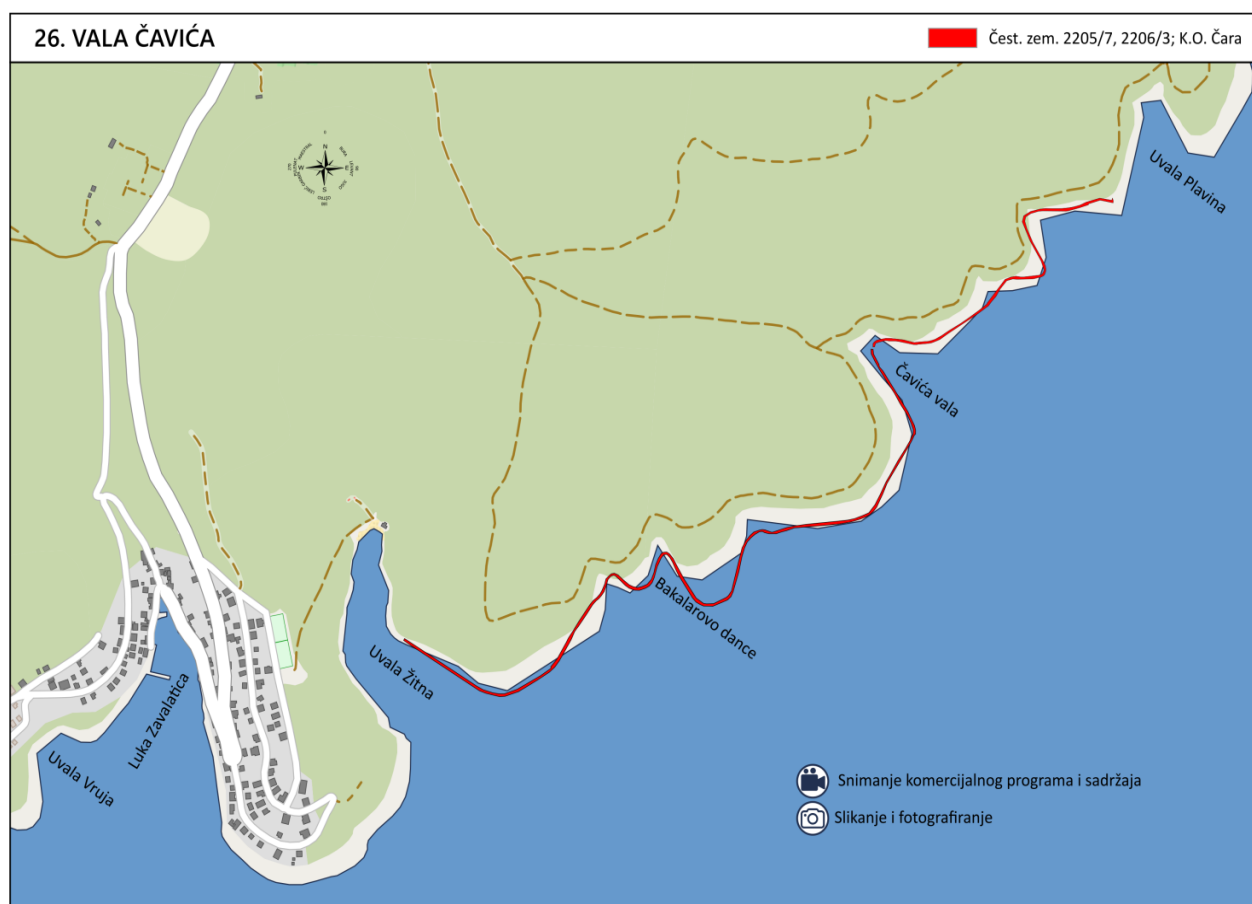 26. VALA ČAVIĆA
Čest. zem. 2205/7, 2206/3; K.O. Čara
N
W
E
S
Uvala Plavina
Čavića vala
Bakalarovo dance
Uvala Žitna
Luka Zavalatica
Uvala Vruja
Snimanje komercijalnog programa i sadržaja
Slikanje i fotografiranje